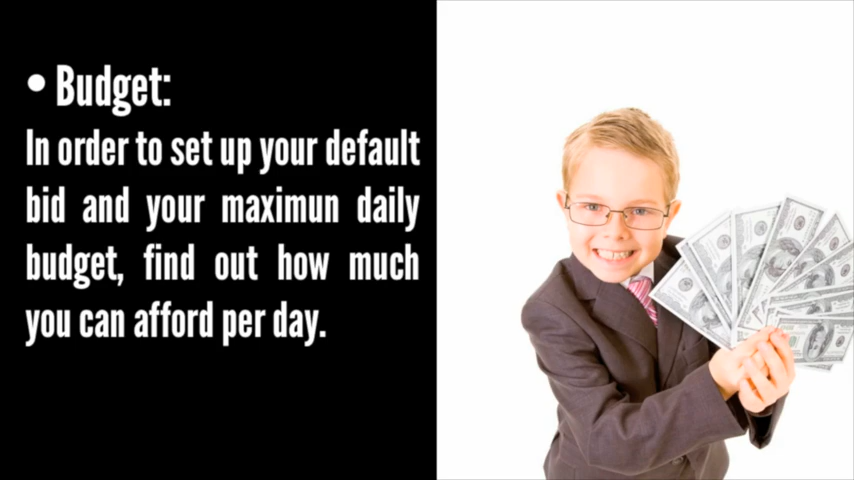 • Budget:
In order to set up your default
bid and your maximun daily
budget, find out how much
you can afford per day.